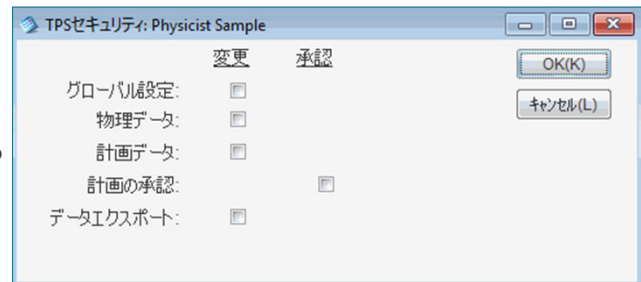 TPSセキュリティ: Physicist Sample
変更 承認
OK(K)
グローバル設定:
キャンセル(L)
物理データ:
計画データ:
計画の承認:
データエクスポート: